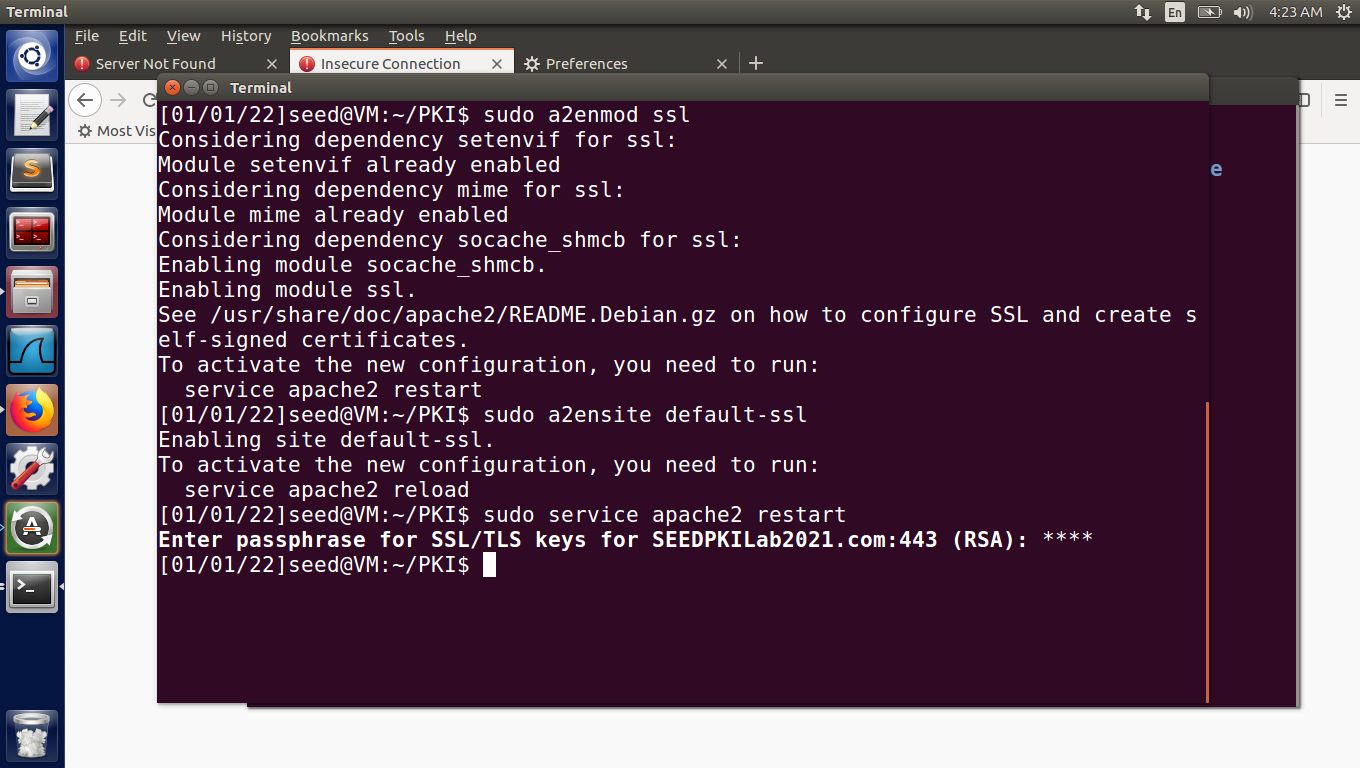 Terminal
En
4:23 AM
File Edit View History Bookmarks Tools Help
Server Not Found
Insecure Connection
Preferences
Terminal
Most Vis
e
[01/01/22]seed@VM:~/PKI$ sudo a2enmod ssl
Considering dependency setenvif for ssl:
Module setenvif already enabled
Considering dependency mime for ssl:
Module mime already enabled
Considering dependency socache_shmcb for ssl:
Enabling module socache_shmcb.
Enabling module ssl.
See /usr/share/doc/apache2/README.Debian.gz on how to configure SSL and create s
elf-signed certificates.
To activate the new configuration, you need to run:
  service apache2 restart
[01/01/22]seed@VM:~/PKI$ sudo a2ensite default-ssl
Enabling site default-ssl.
To activate the new configuration, you need to run:
  service apache2 reload
[01/01/22]seed@VM:~/PKI$ sudo service apache2 restart
Enter passphrase for SSL/TLS keys for SEEDPKILab2021.com:443 (RSA): ****
[01/01/22]seed@VM:~/PKI$